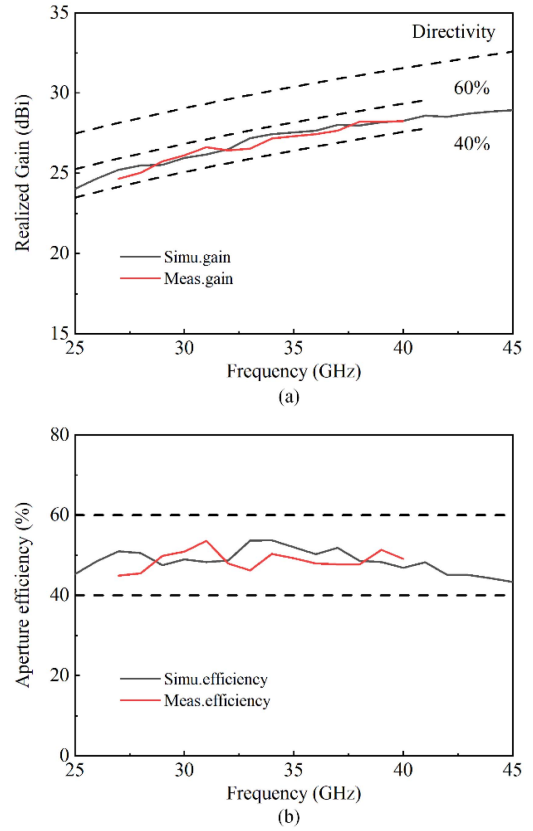 35
30
25
20
15
Realized Gain (dBi)
Directivity
60%
40%
Simu.gain
Meas.gain
25 30 35 40 45
Frequency (GHz)
(a)
80
60
40
20
0
Aperture efficiency (%)
Simu.efficiency
Meas.efficiency
25 30 35 40 45
Frequency (GHz)
(b)